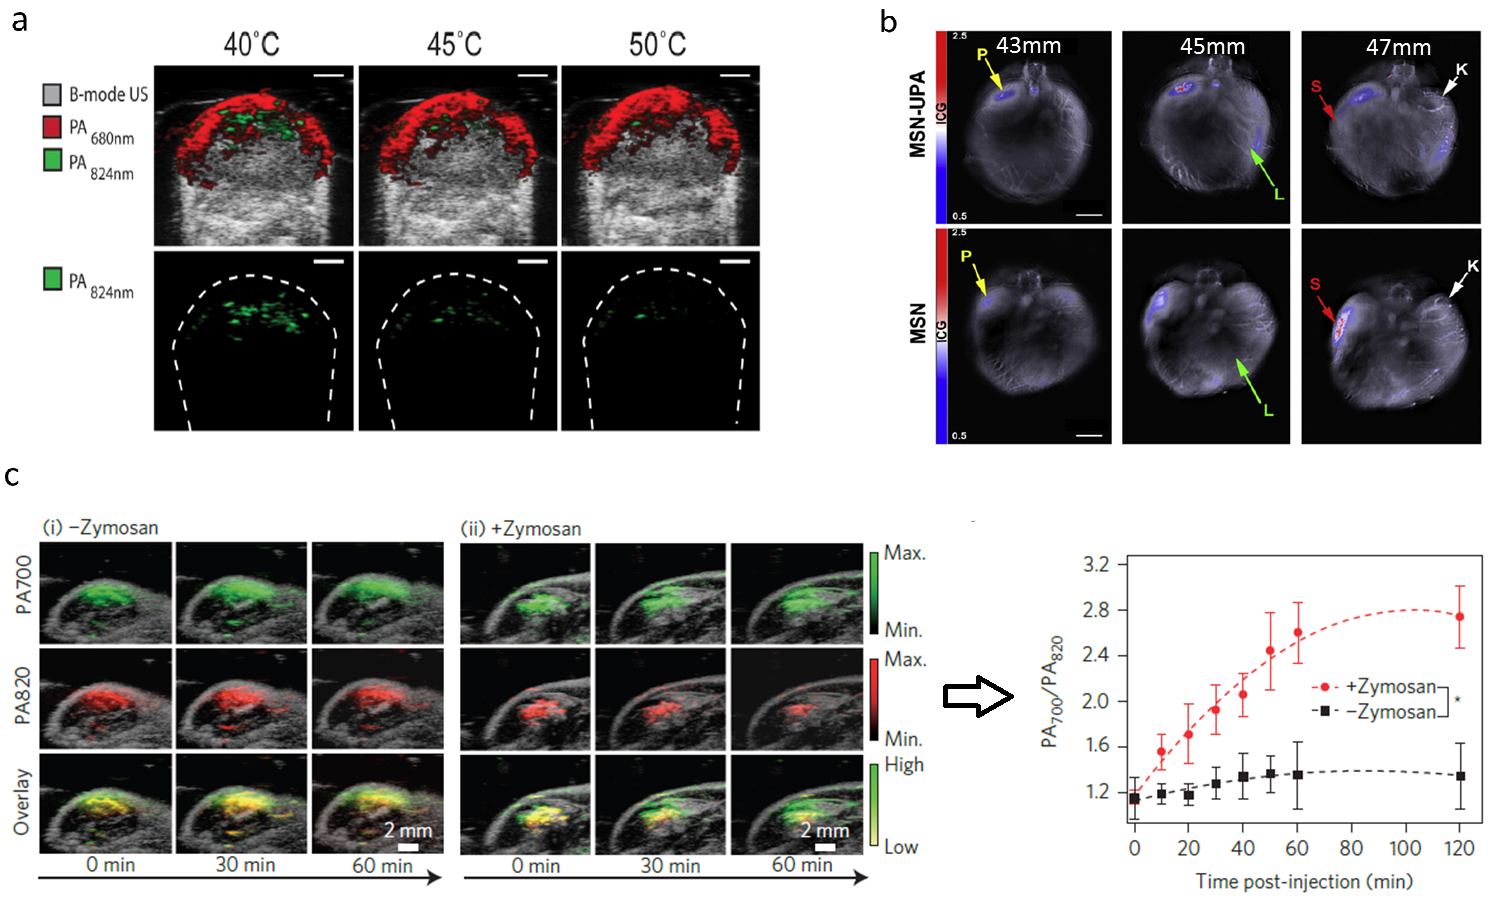 a
40°C 45°C 50°C
B-mode US
PA 680nm
PA 824nm
PA 824nm
b
43mm 45mm 47mm
MSN-UPA
2.5
ICG
0.5
P
L
S
K
MSN
2.5
ICG
0.5
P
L
S
K
c
(i) −Zymosan
(ii) +Zymosan
PA700
PA820
Overlay
Max.
Min.
Max.
Min.
High
Low
2 mm
2 mm
0 min 30 min 60 min
0 min 30 min 60 min
3.2
2.8
2.4
2.0
1.6
1.2
PA700/PA820
+Zymosan
−Zymosan
*
0 20 40 60 80 100 120
Time post-injection (min)